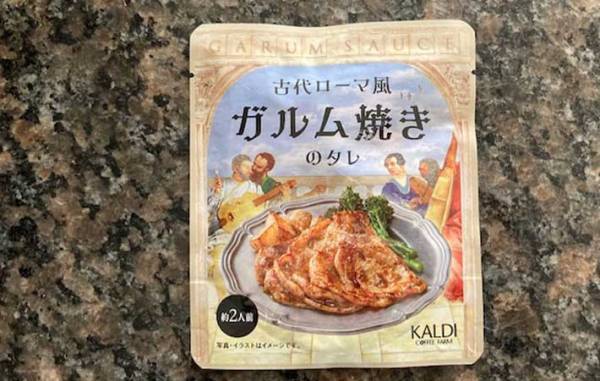 GARUM SAUCE
古代ローマ風
ガルム焼き
のタレ
約2人前
写真・イラストはイメージです。
KALDI
COFFEE FARM